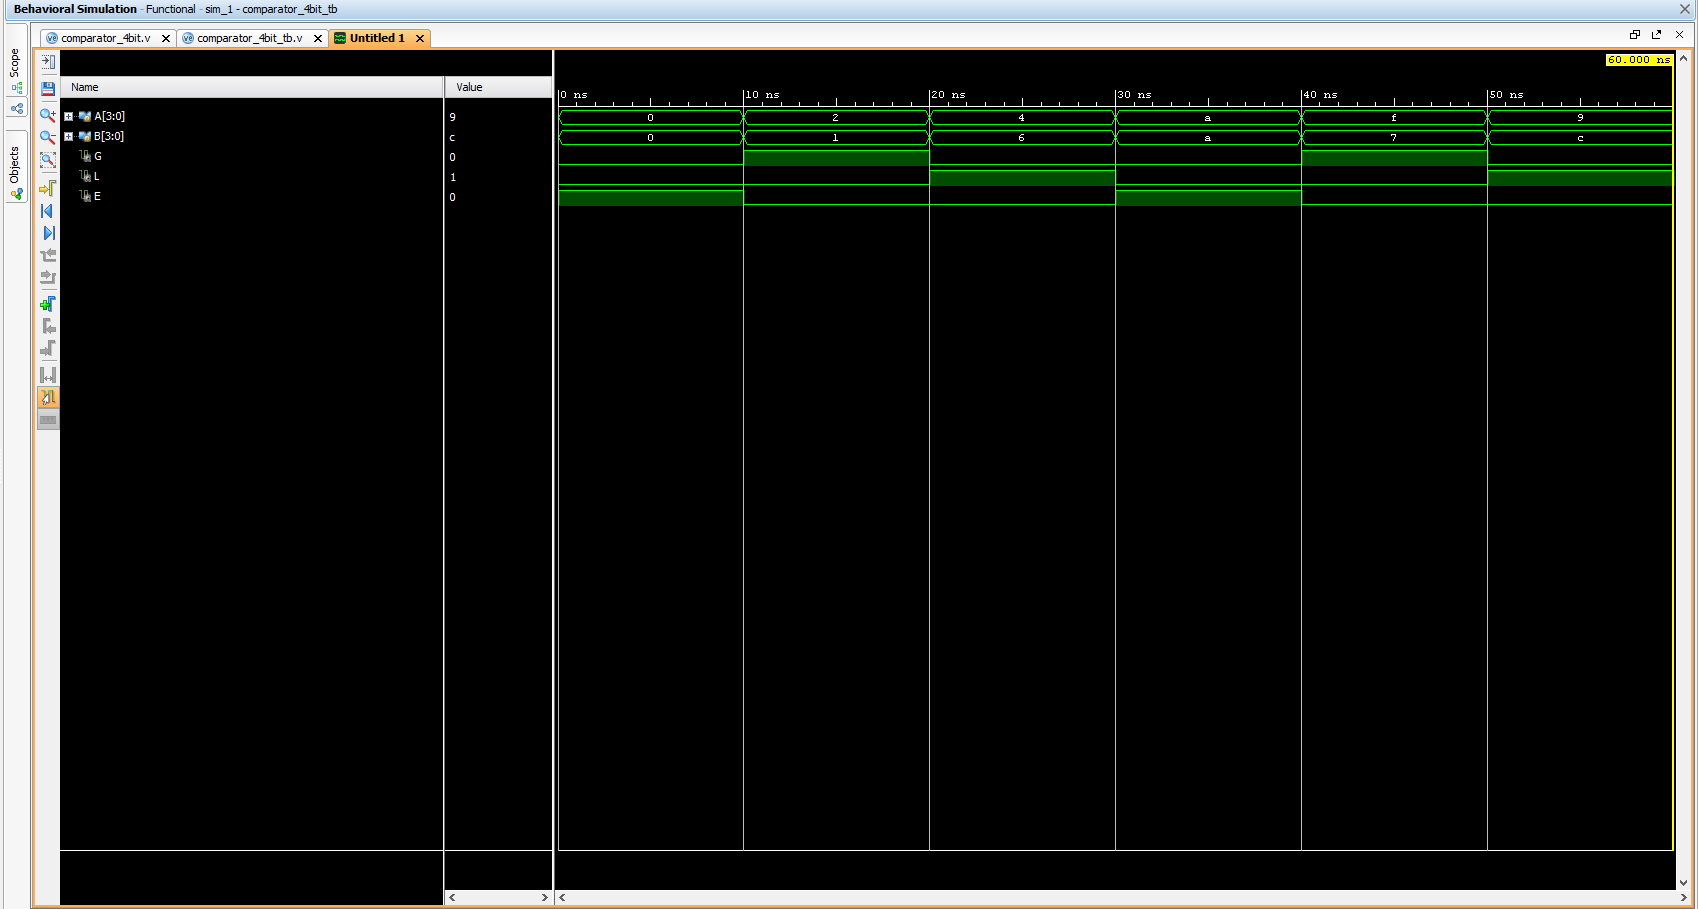 Behavioral Simulation - Functional - sim_1 - comparator_4bit_tb
Scope
Objects
comparator_4bit.v
comparator_4bit_tb.v
Untitled 1
60.000 ns
Name Value
0 ns 10 ns 20 ns 30 ns 40 ns 50 ns
A[3:0] 9 0 2 4 a f 9
B[3:0] c 0 1 6 a 7 c
G 0
L 1
E 0